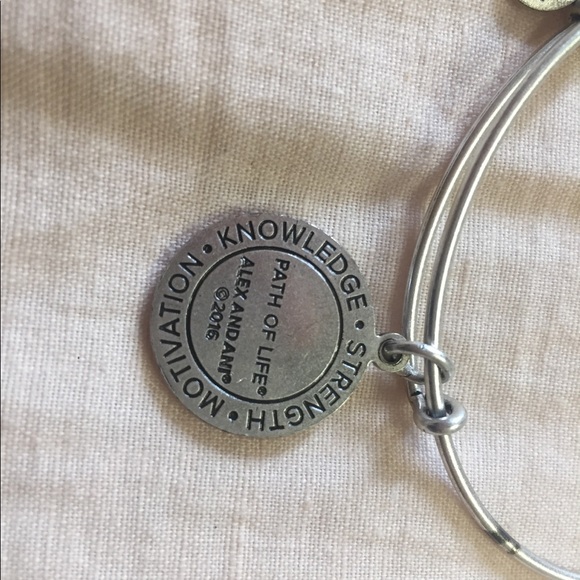 MOTIVATION • KNOWLEDGE • STRENGTH •
PATH OF LIFE®
ALEX AND ANI®
©2016